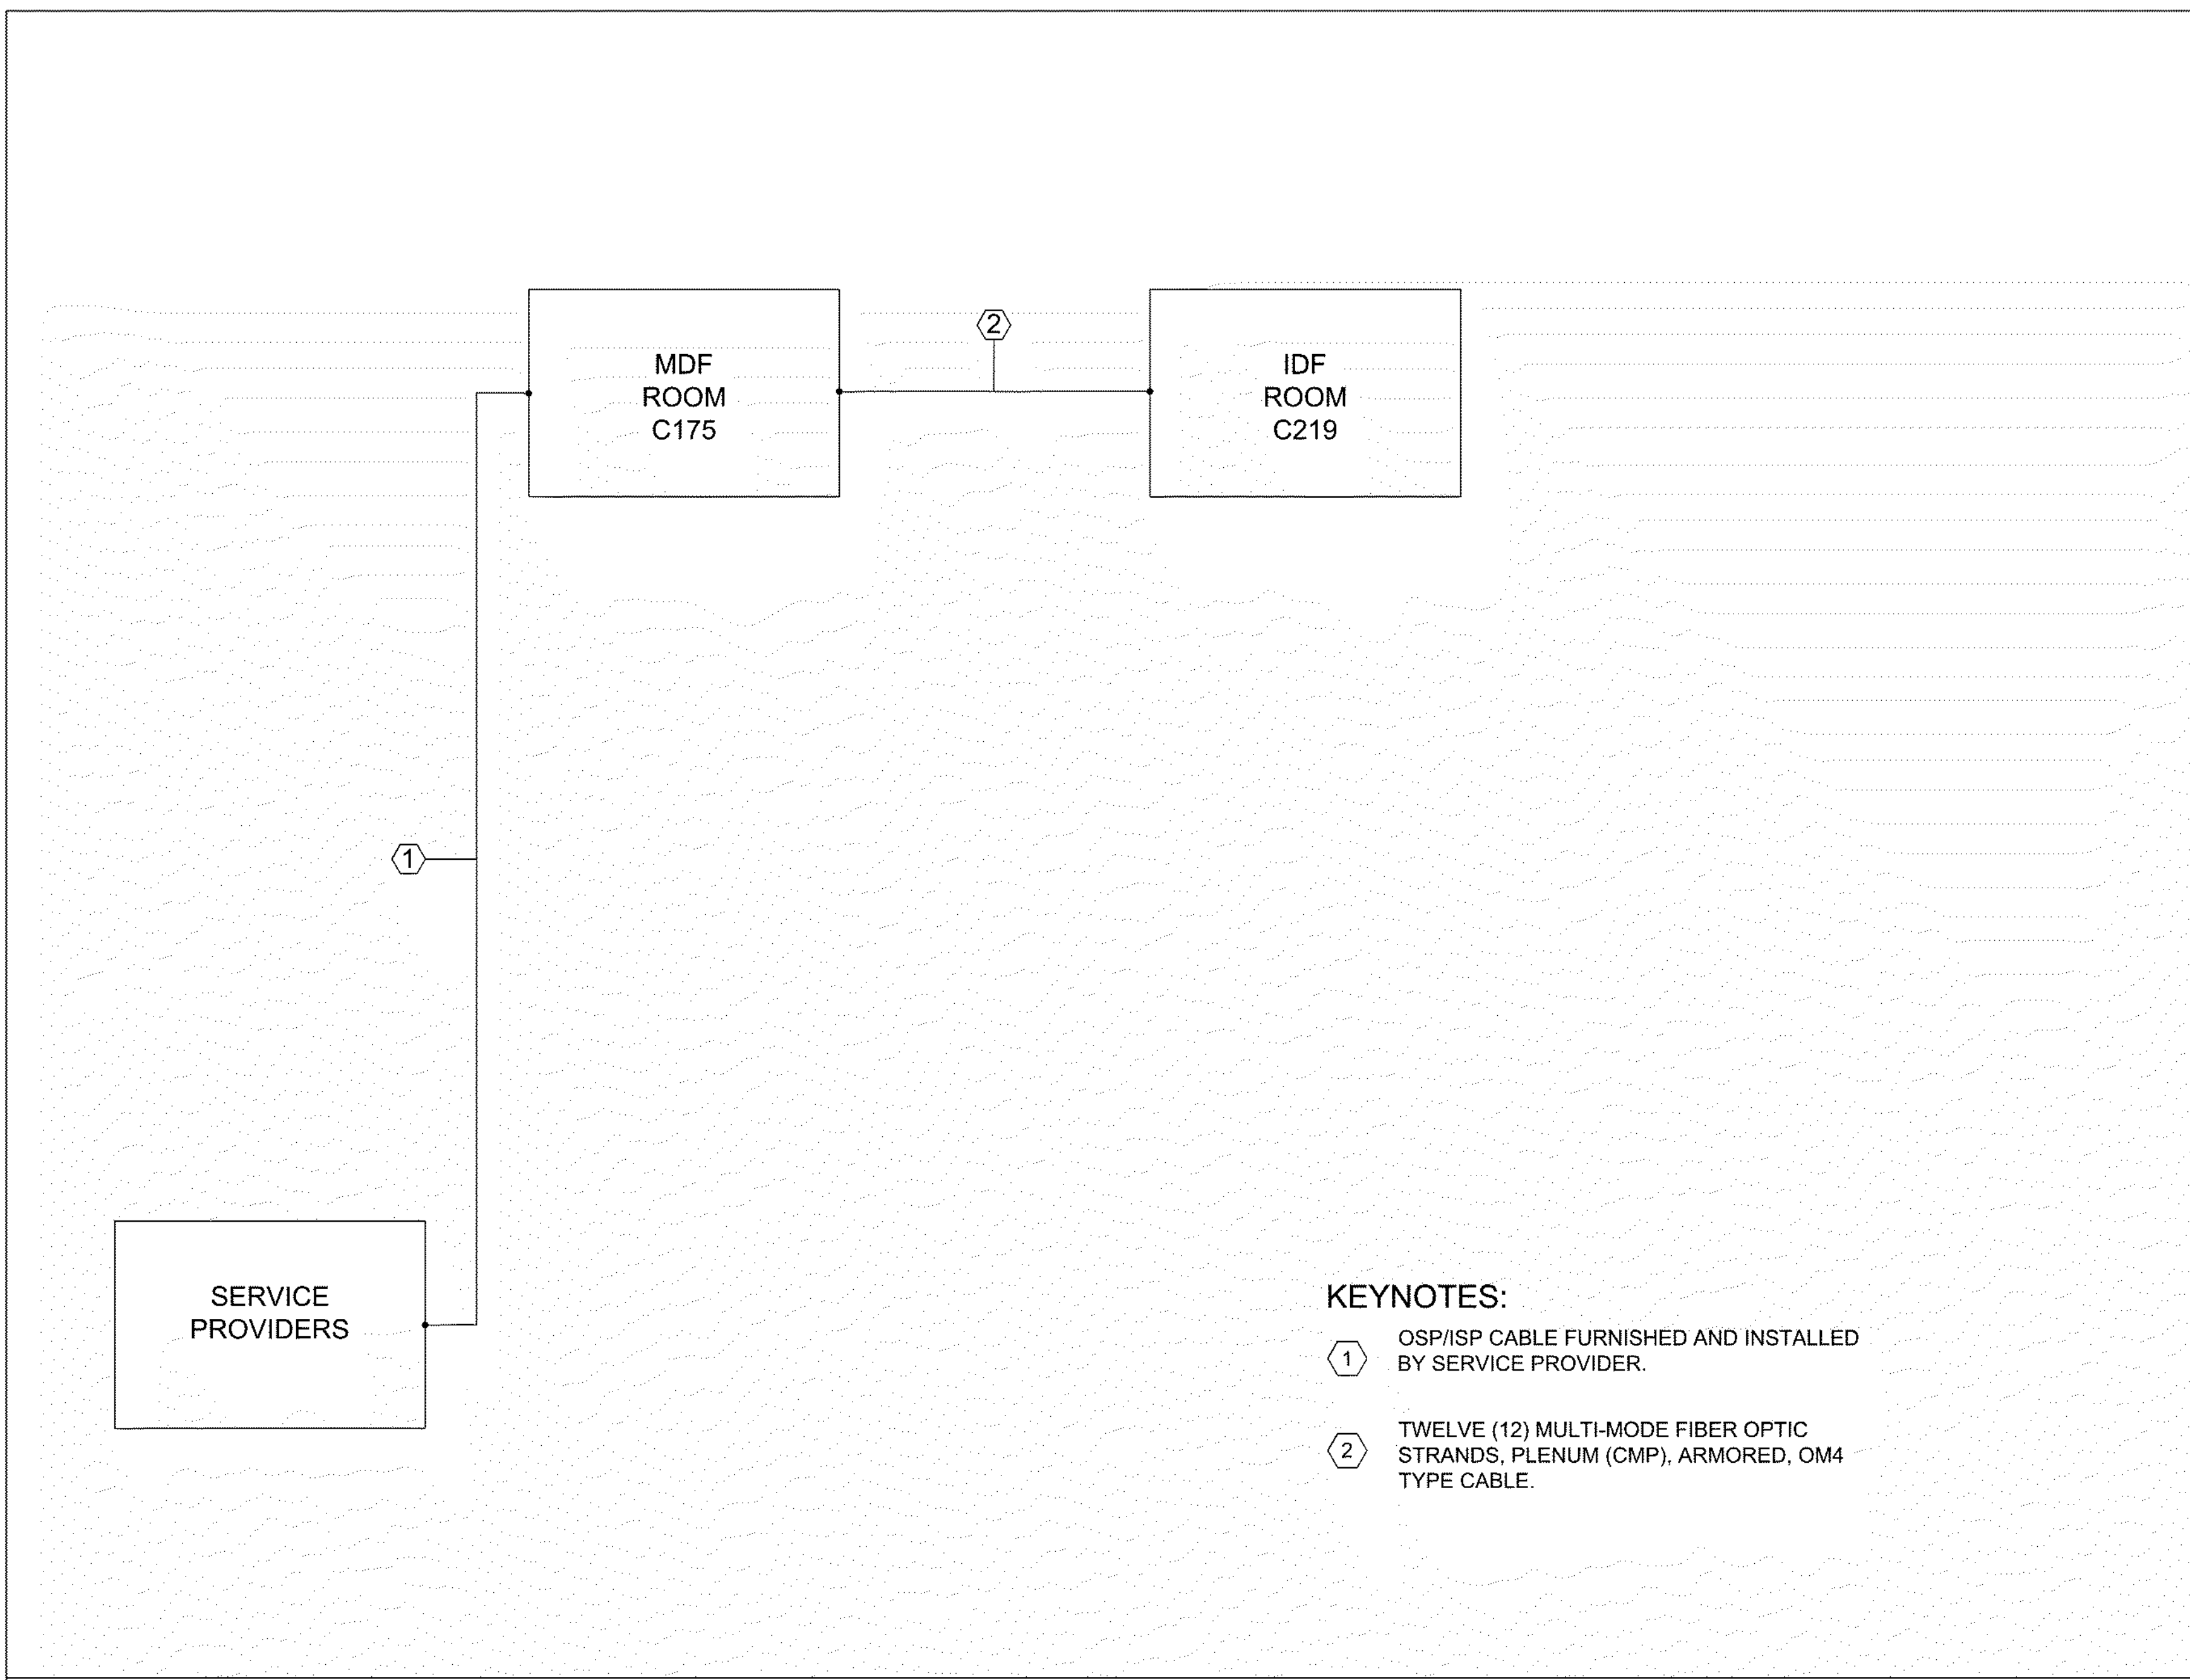 2
MDF
ROOM
C175
IDF
ROOM
C219
1
SERVICE
PROVIDERS
KEYNOTES:
1 OSP/ISP CABLE FURNISHED AND INSTALLED
BY SERVICE PROVIDER.
2 TWELVE (12) MULTI-MODE FIBER OPTIC
STRANDS, PLENUM (CMP), ARMORED, OM4
TYPE CABLE.